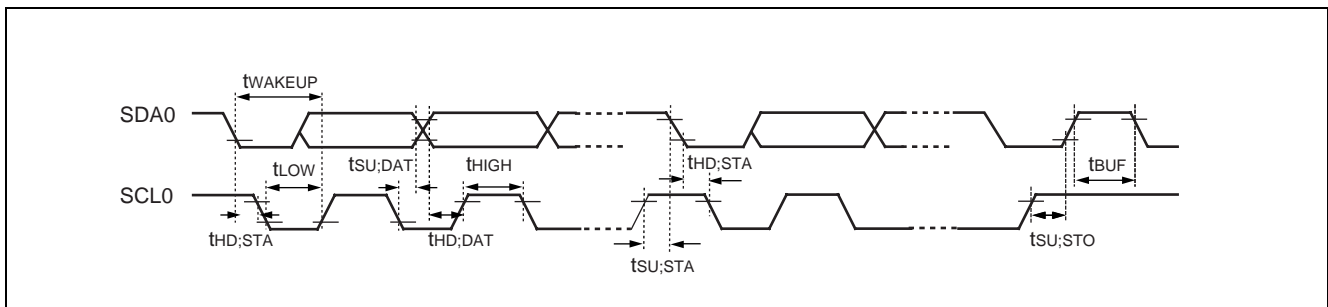 tWAKEUP
SDA0
tSU;DAT
tHIGH
tHD;STA
tLOW
tBUF
SCL0
tHD;STA
tHD;DAT
tSU;STA
tSU;STO